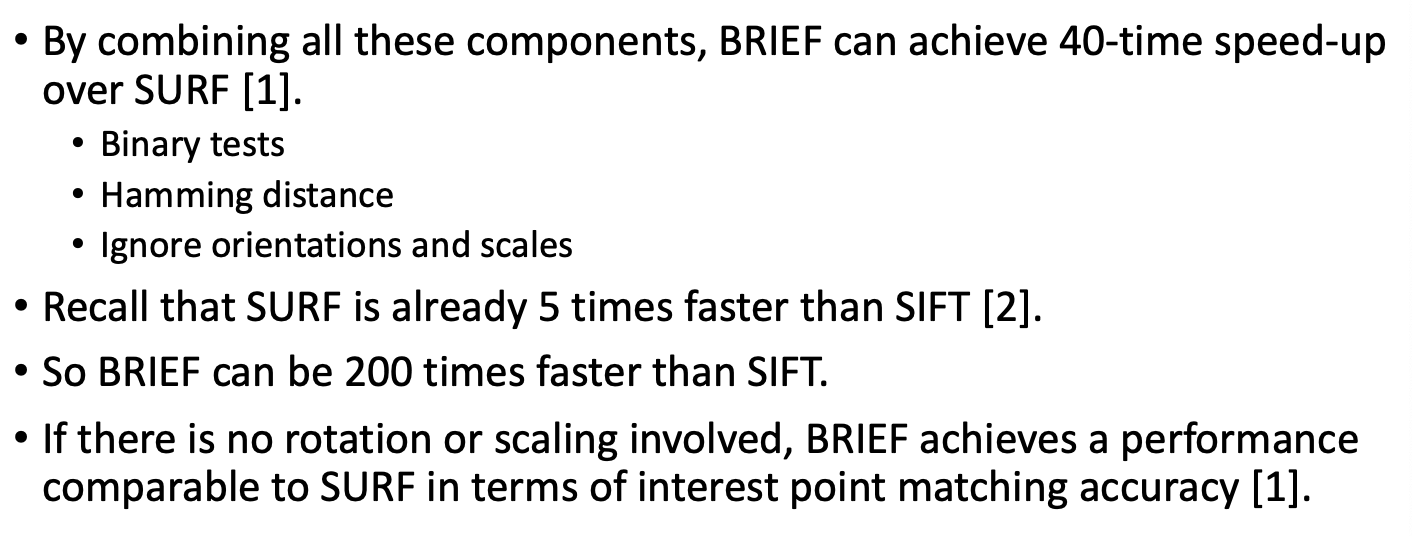 • By combining all these components, BRIEF can achieve 40-time speed-up
over SURF [1].
• Binary tests
• Hamming distance
• Ignore orientations and scales
• Recall that SURF is already 5 times faster than SIFT [2].
• So BRIEF can be 200 times faster than SIFT.
• If there is no rotation or scaling involved, BRIEF achieves a performance
comparable to SURF in terms of interest point matching accuracy [1].